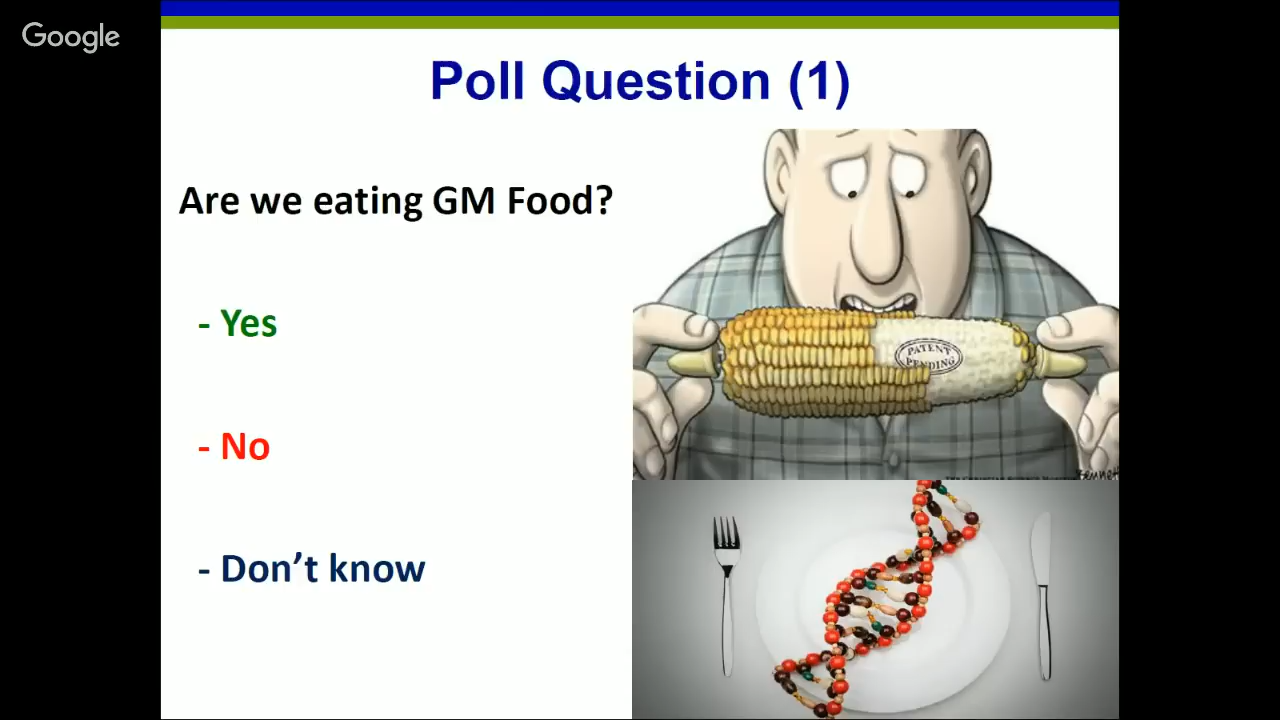 Google
Poll Question (1)
Are we eating GM Food?
- Yes
- No
- Don’t know
PATENT
PENDING